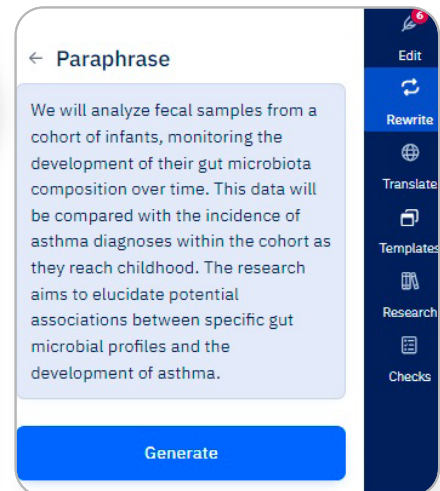 ← Paraphrase
We will analyze fecal samples from a
cohort of infants, monitoring the
development of their gut microbiota
composition over time. This data will
be compared with the incidence of
asthma diagnoses within the cohort as
they reach childhood. The research
aims to elucidate potential
associations between specific gut
microbial profiles and the
development of asthma.
Generate
6
Edit
Rewrite
Translate
Templates
Research
Checks